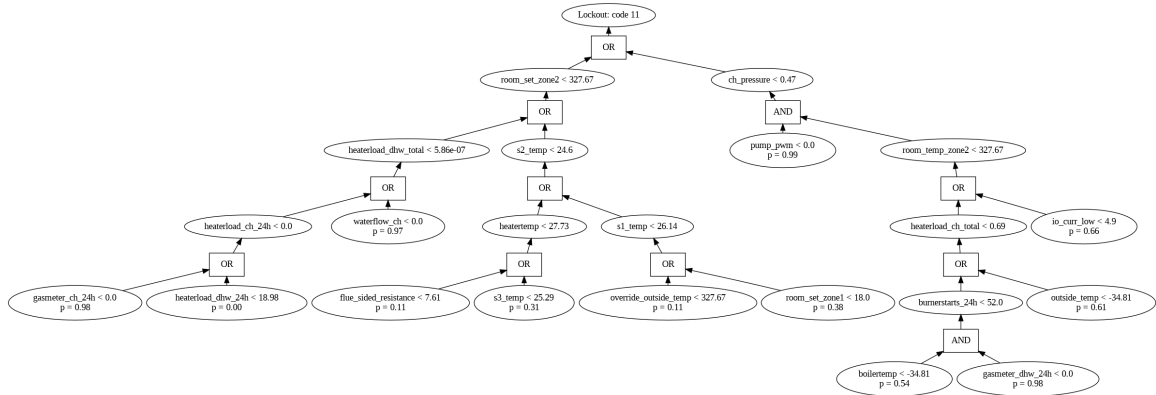 Lockout: code 11
OR
room_set_zone2 < 327.67
ch_pressure < 0.47
OR
AND
heaterload_dhw_total < 5.86e-07
s2_temp < 24.6
pump_pwm < 0.0
p = 0.99
room_temp_zone2 < 327.67
OR
OR
OR
heaterload_ch_24h < 0.0
waterflow_ch < 0.0
p = 0.97
heatertemp < 27.73
s1_temp < 26.14
heaterload_ch_total < 0.69
io_curr_low < 4.9
p = 0.66
OR
OR
OR
OR
gasmeter_ch_24h < 0.0
p = 0.98
heaterload_dhw_24h < 18.98
p = 0.00
flue_sided_resistance < 7.61
p = 0.11
s3_temp < 25.29
p = 0.31
override_outside_temp < 327.67
p = 0.11
room_set_zone1 < 18.0
p = 0.38
burnerstarts_24h < 52.0
outside_temp < -34.81
p = 0.61
AND
boilertemp < -34.81
p = 0.54
gasmeter_dhw_24h < 0.0
p = 0.98